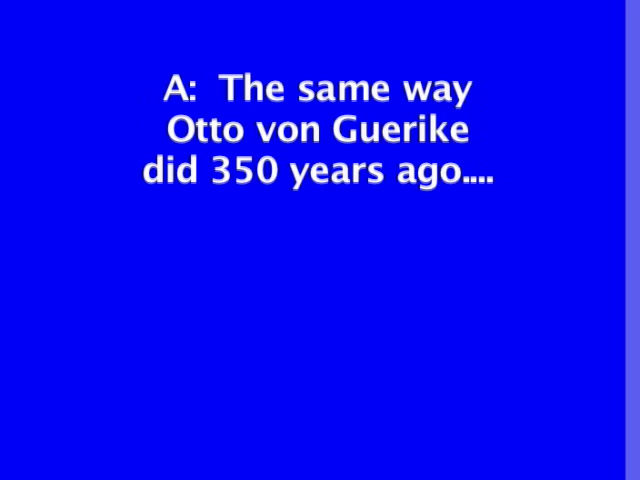 A:  The same way
Otto von Guerike
did 350 years ago....